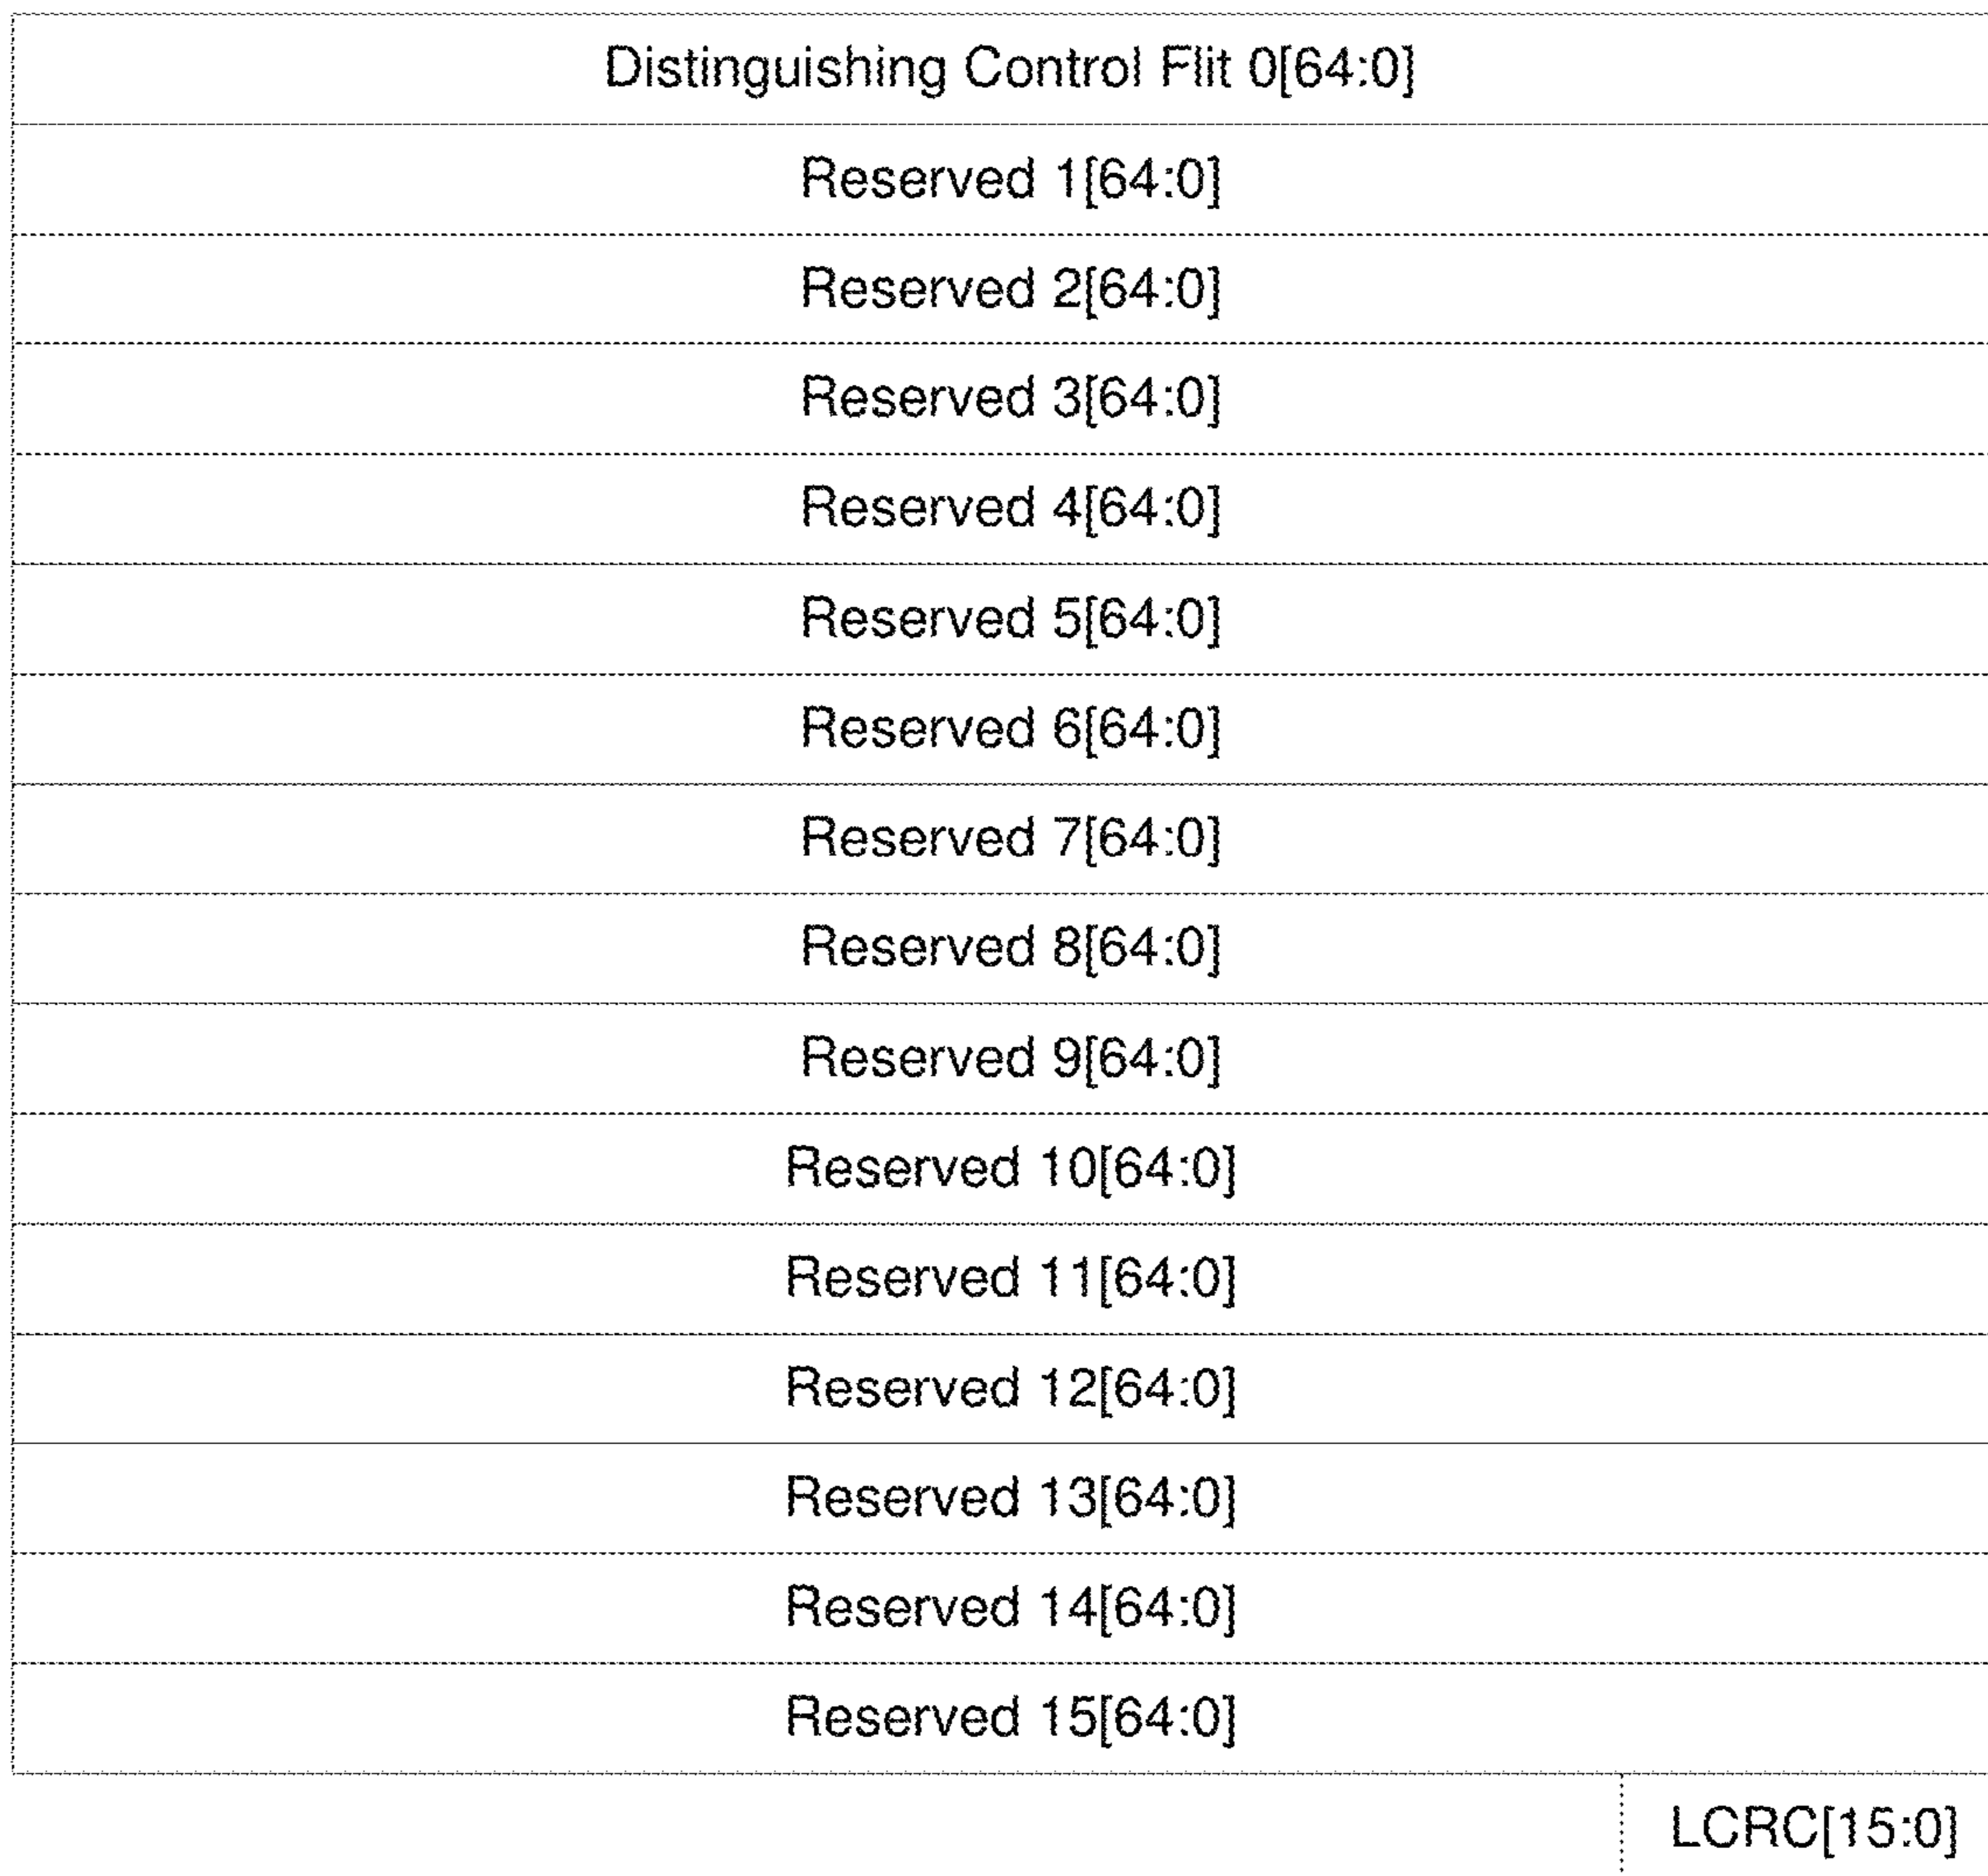 Distinguishing Control Flit 0[64:0]
Reserved 1[64:0]
Reserved 2[64:0]
Reserved 3[64:0]
Reserved 4[64:0]
Reserved 5[64:0]
Reserved 6[64:0]
Reserved 7[64:0]
Reserved 8[64:0]
Reserved 9[64:0]
Reserved 10[64:0]
Reserved 11[64:0]
Reserved 12[64:0]
Reserved 13[64:0]
Reserved 14[64:0]
Reserved 15[64:0]
LCRC[15:0]